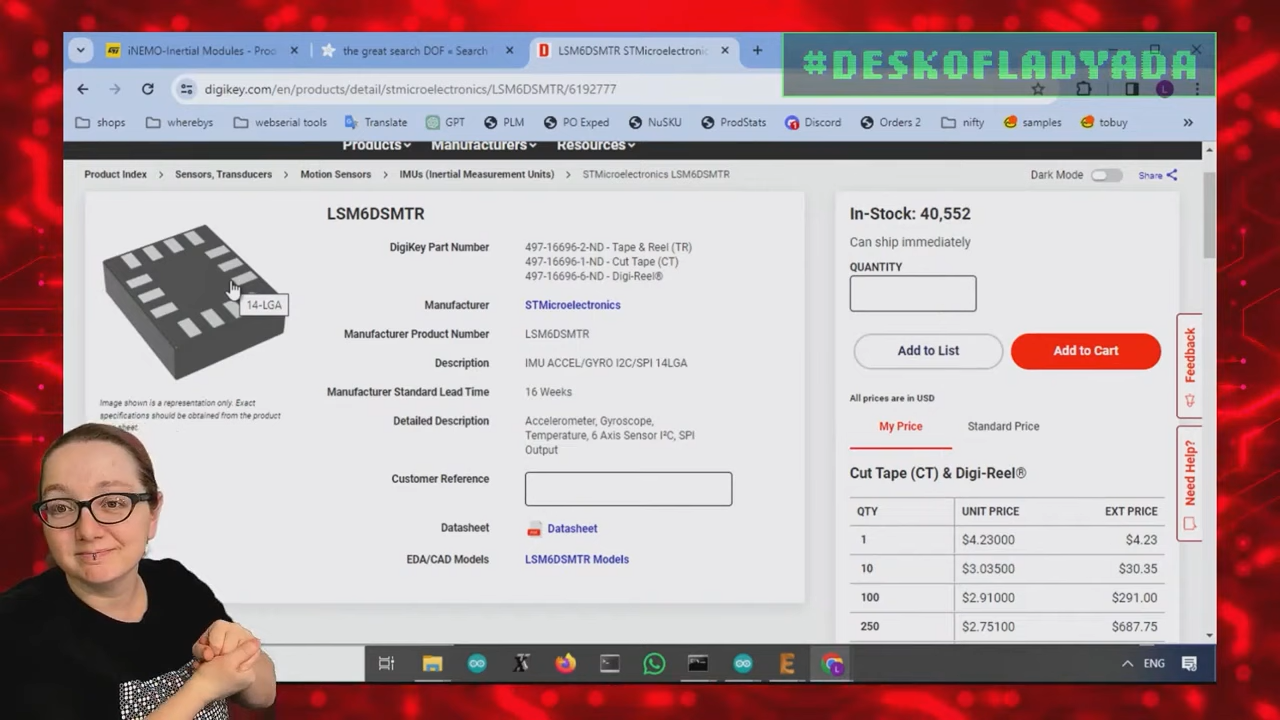 iNEMO-Inertial Modules - Prod
the great search DOF « Search
LSM6DSMTR STMicroelectronic
#DESKOFLADYADA
digikey.com/en/products/detail/stmicroelectronics/LSM6DSMTR/6192777
shops
wherebys
webserial tools
Translate
GPT
PLM
PO Exped
NuSKU
ProdStats
Discord
Orders 2
nifty
samples
tobuy
»
Products
Manufacturers
Resources
Product Index > Sensors, Transducers > Motion Sensors > IMUs (Inertial Measurement Units) > STMicroelectronics LSM6DSMTR
Dark Mode
Share
14-LGA
Image shown is a representation only. Exact
specifications should be obtained from the product
sheet.
LSM6DSMTR
DigiKey Part Number
497-16696-2-ND - Tape & Reel (TR)
497-16696-1-ND - Cut Tape (CT)
497-16696-6-ND - Digi-Reel®
Manufacturer
STMicroelectronics
Manufacturer Product Number
LSM6DSMTR
Description
IMU ACCEL/GYRO I2C/SPI 14LGA
Manufacturer Standard Lead Time
16 Weeks
Detailed Description
Accelerometer, Gyroscope,
Temperature, 6 Axis Sensor I²C, SPI
Output
Customer Reference
Datasheet
Datasheet
EDA/CAD Models
LSM6DSMTR Models
In-Stock: 40,552
Can ship immediately
QUANTITY
Add to List
Add to Cart
All prices are in USD
My Price
Standard Price
Cut Tape (CT) & Digi-Reel®
QTY UNIT PRICE EXT PRICE
1 $4.23000 $4.23
10 $3.03500 $30.35
100 $2.91000 $291.00
250 $2.75100 $687.75
Feedback
Need Help?
ENG